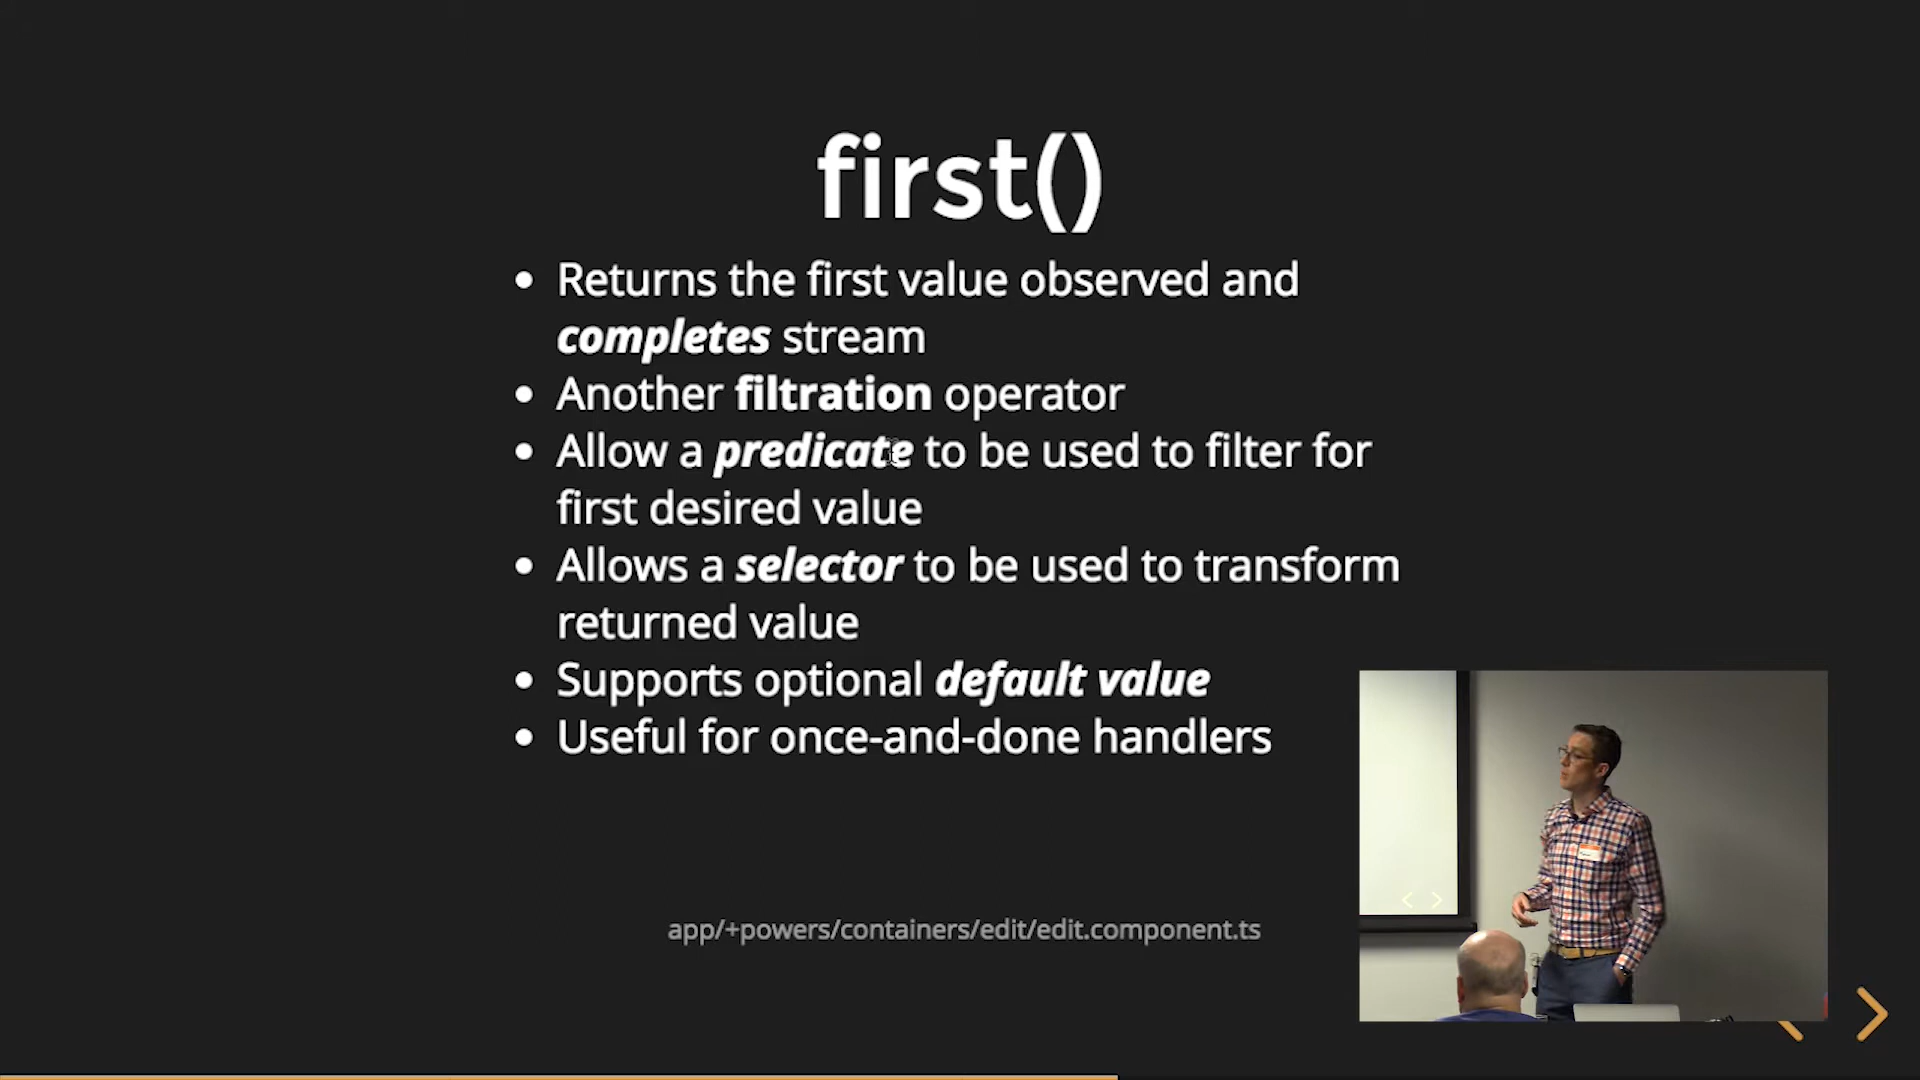 first()
Returns the first value observed and
completes stream
Another filtration operator
Allow a predicate to be used to filter for
first desired value
Allows a selector to be used to transform
returned value
Supports optional default value
Useful for once-and-done handlers
app/+powers/containers/edit/edit.component.ts